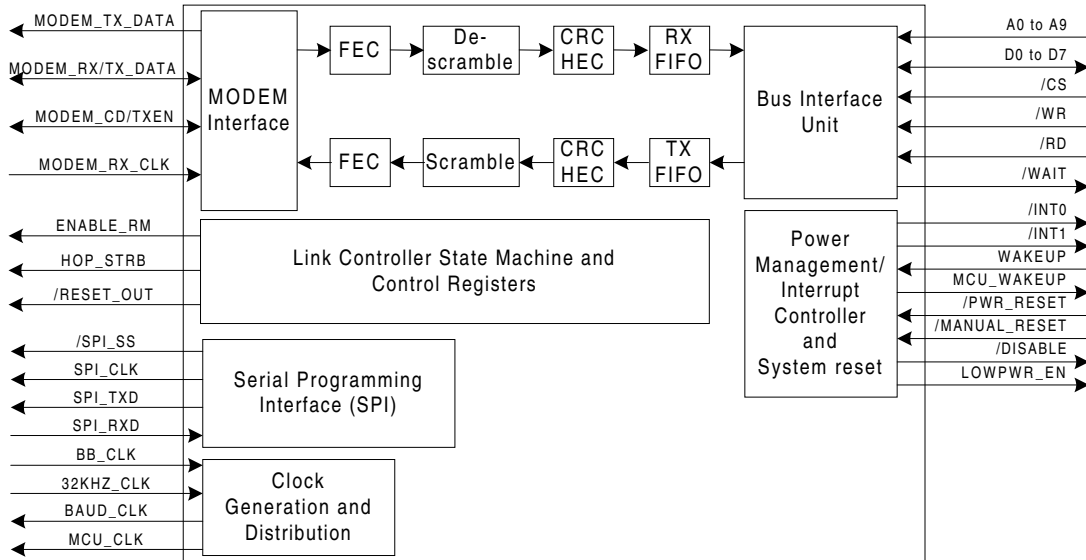 MODEM_TX_DATA
MODEM_RX/TX_DATA
MODEM_CD/TXEN
MODEM_RX_CLK
MODEM
Interface
FEC
De-
scramble
CRC
HEC
RX
FIFO
FEC
Scramble
CRC
HEC
TX
FIFO
Bus Interface
Unit
A0 to A9
D0 to D7
/CS
/WR
/RD
/WAIT
ENABLE_RM
HOP_STRB
/RESET_OUT
Link Controller State Machine and
Control Registers
Power
Management/
Interrupt
Controller
and
System reset
/INT0
/INT1
WAKEUP
MCU_WAKEUP
/PWR_RESET
/MANUAL_RESET
/DISABLE
LOWPWR_EN
/SPI_SS
SPI_CLK
SPI_TXD
SPI_RXD
Serial Programming
Interface (SPI)
BB_CLK
32KHZ_CLK
BAUD_CLK
MCU_CLK
Clock
Generation and
Distribution